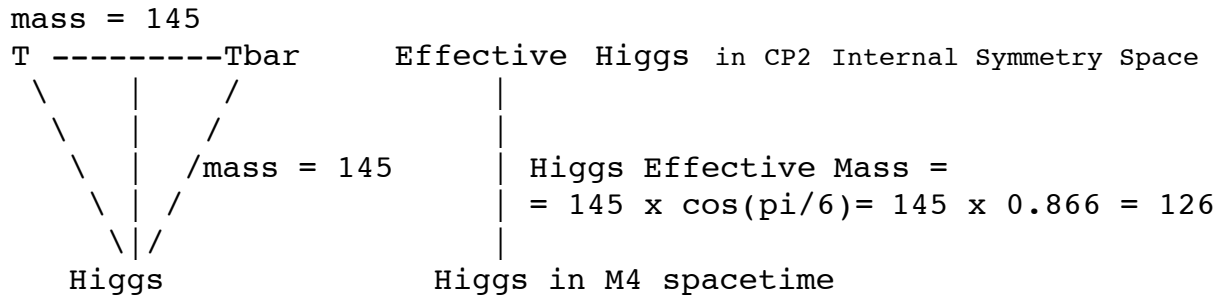 mass = 145
T ---------Tbar Effective Higgs in CP2 Internal Symmetry Space
/mass = 145 Higgs Effective Mass =
= 145 x cos(pi/6)= 145 x 0.866 = 126
Higgs Higgs in M4 spacetime